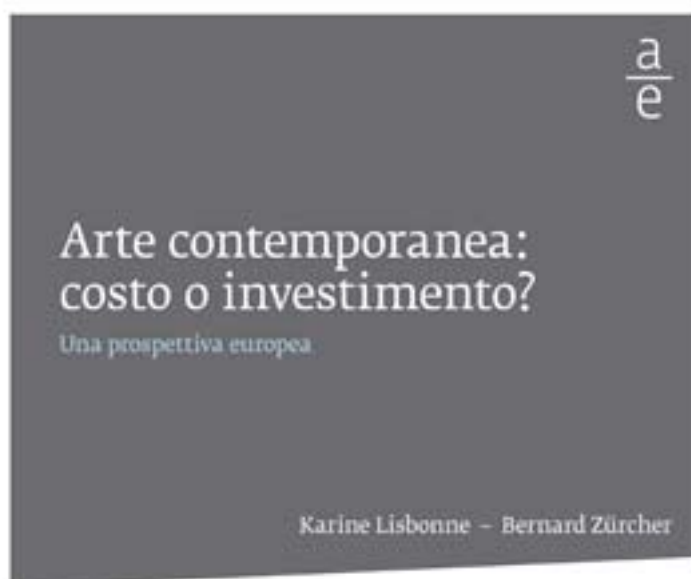 a
e
Arte contemporanea:
costo o investimento?
Una prospettiva europea
Karine Lisbonne – Bernard Zürcher